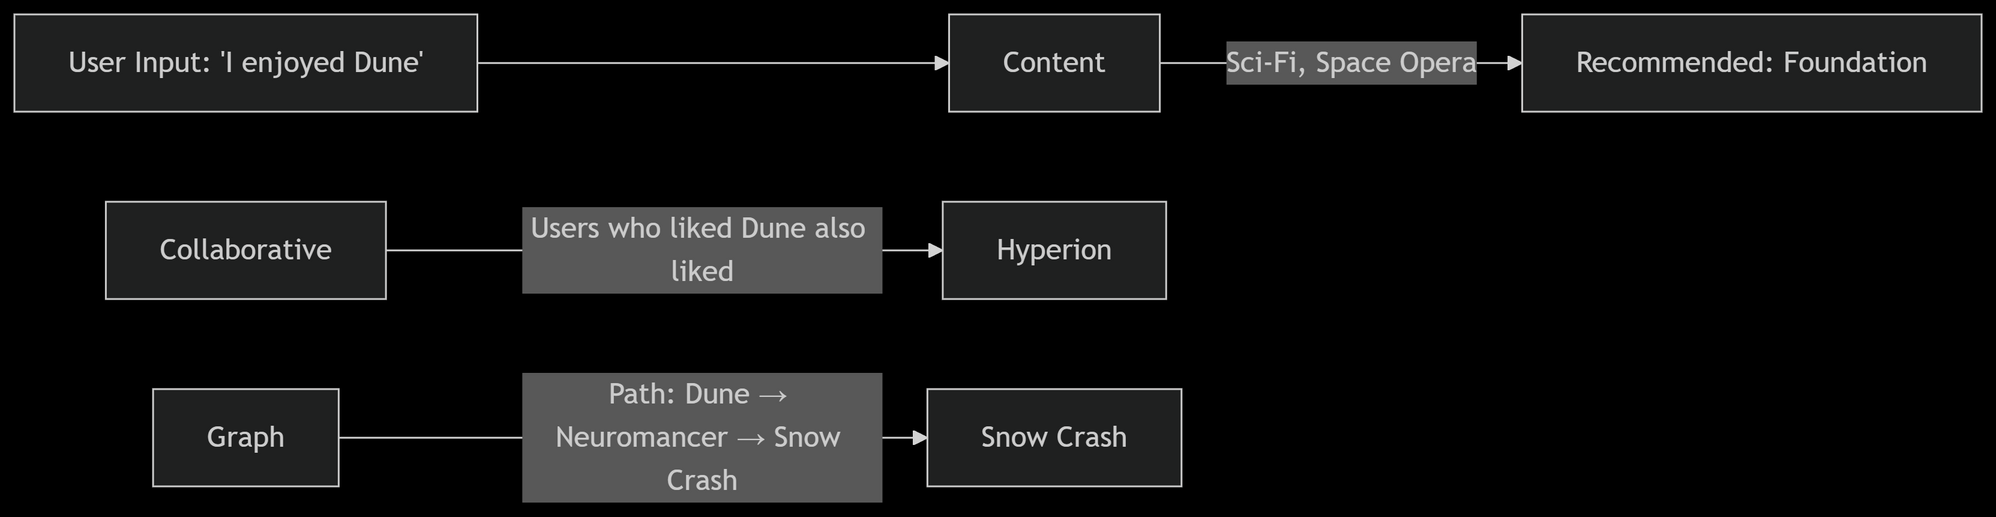 User Input: 'I enjoyed Dune'
Content
Sci-Fi, Space Opera
Recommended: Foundation
Collaborative
Users who liked Dune also
liked
Hyperion
Graph
Path: Dune →
Neuromancer → Snow
Crash
Snow Crash